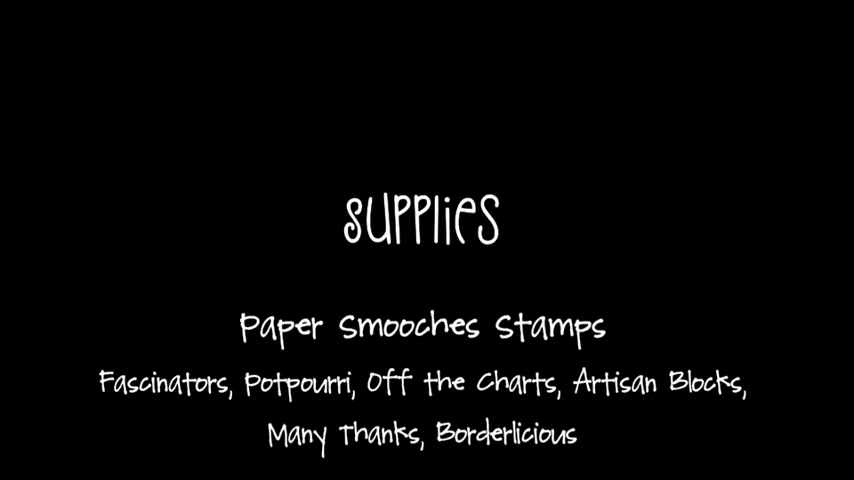 supplies
Paper Smooches Stamps
Fascinators, Potpourri, Off the Charts, Artisan Blocks,
Many Thanks, Borderlicious